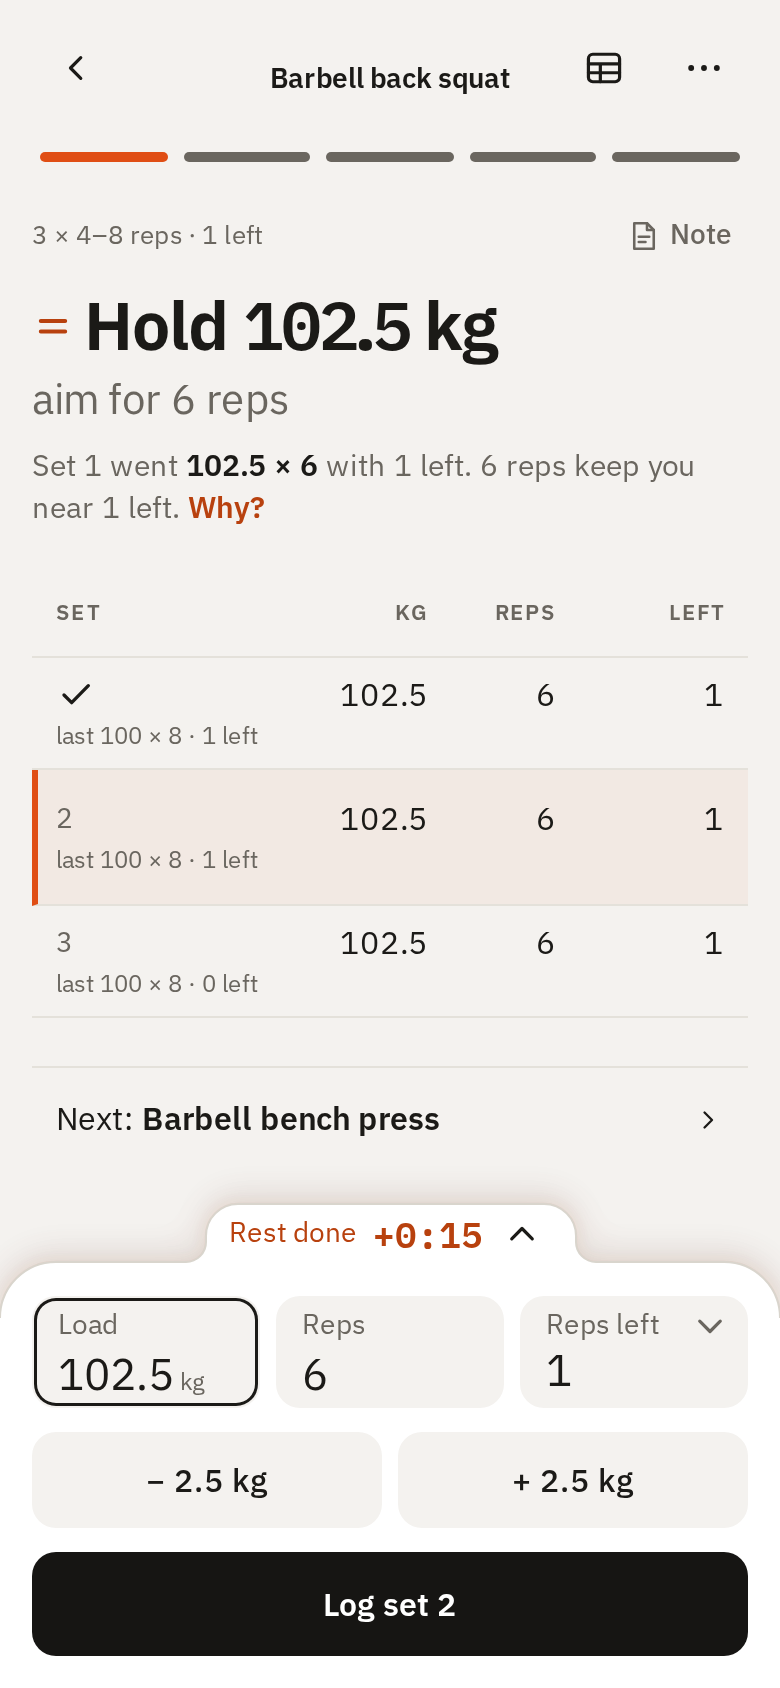 Barbell back squat
3 × 4–8 reps · 1 left
Note
= Hold 102.5 kg
aim for 6 reps
Set 1 went 102.5 × 6 with 1 left. 6 reps keep you
near 1 left. Why?
SET KG REPS LEFT
102.5 6 1
last 100 × 8 · 1 left
2 102.5 6 1
last 100 × 8 · 1 left
3 102.5 6 1
last 100 × 8 · 0 left
Next: Barbell bench press
Rest done +0:15
Load Reps Reps left
102.5 kg 6 1
− 2.5 kg + 2.5 kg
Log set 2